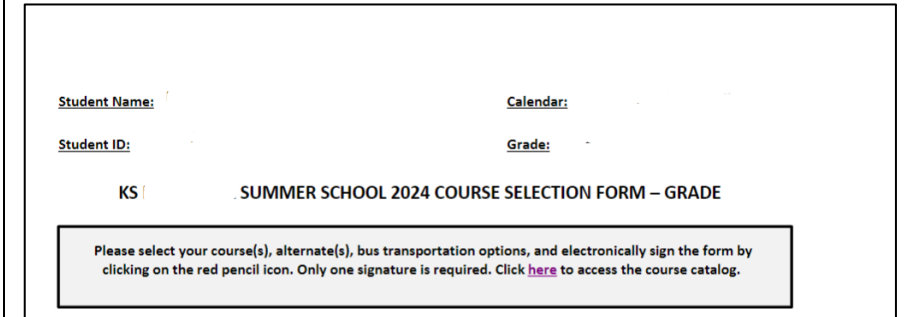 Student Name: Calendar:
Student ID: Grade:
KS SUMMER SCHOOL 2024 COURSE SELECTION FORM – GRADE
Please select your course(s), alternate(s), bus transportation options, and electronically sign the form by
clicking on the red pencil icon. Only one signature is required. Click here to access the course catalog.